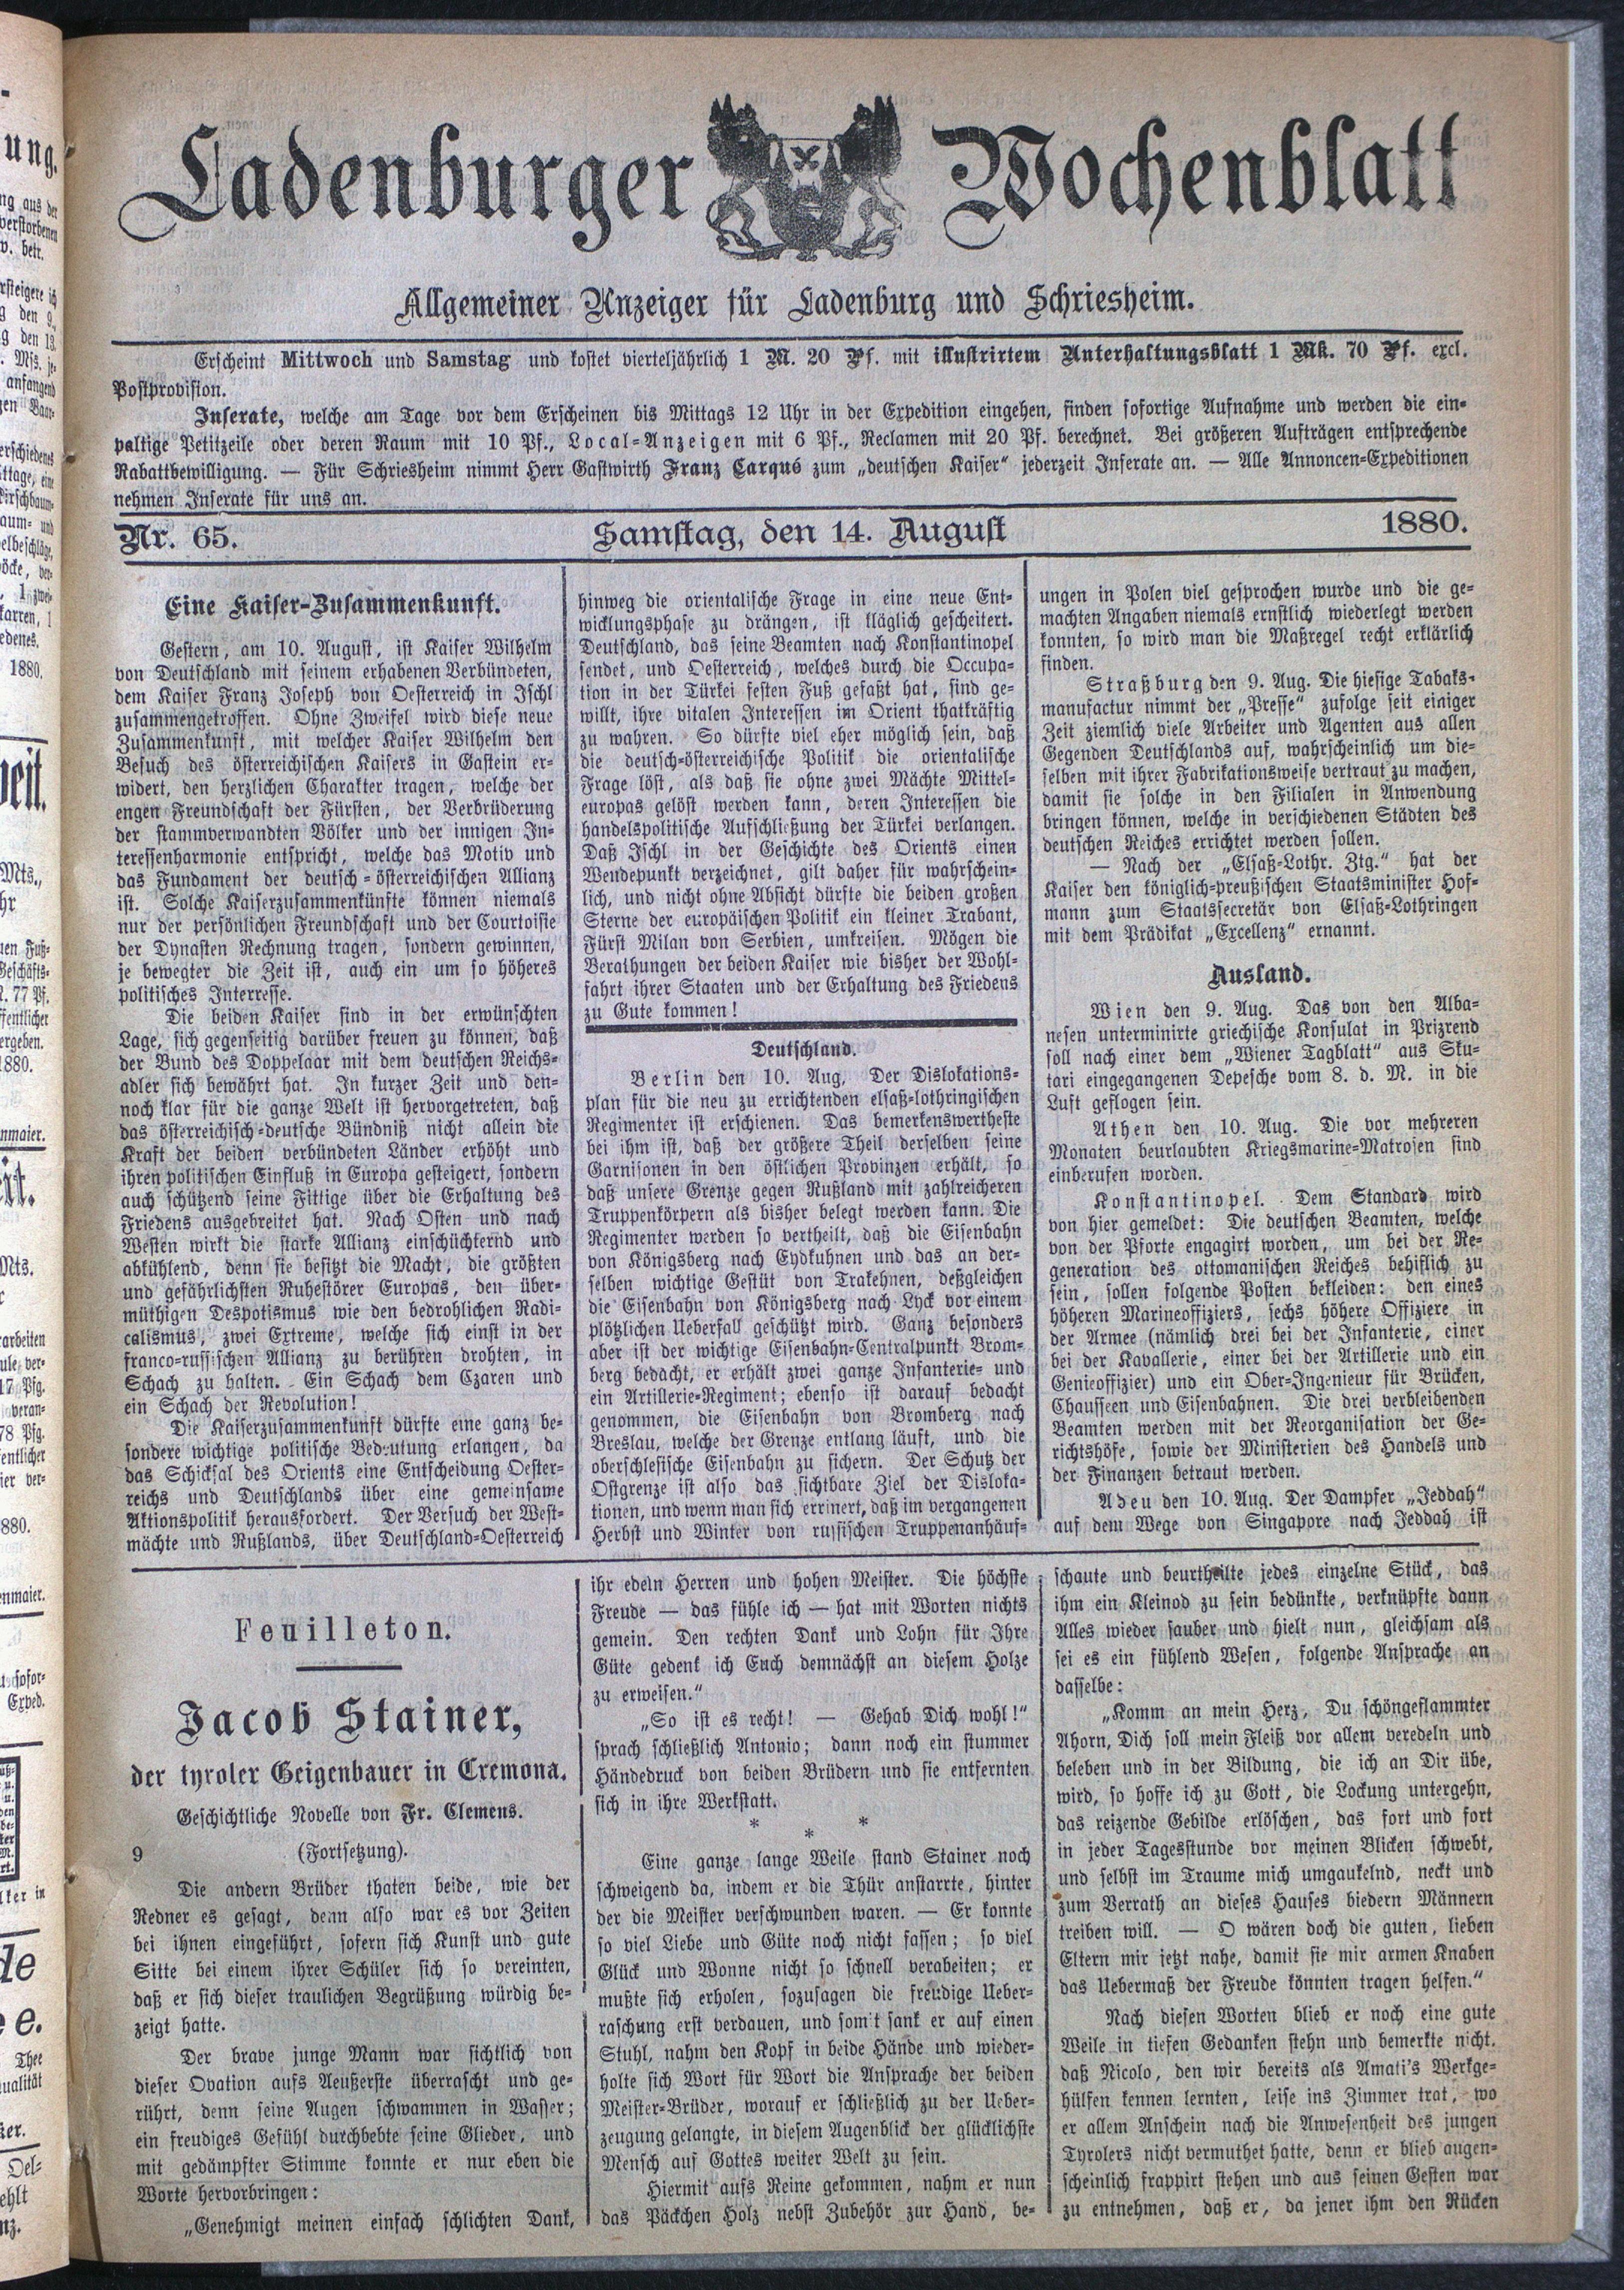 Ladenburger Wochenblatt
Allgemeiner Anzeiger für Ladenburg und Schriesheim.
Erscheint Mittwoch und Samstag und kostet vierteljährlich 1 M. 20 Pf. mit illustrirtem Unterhaltungsblatt 1 Mk. 70 Pf. excl.
Postprovision.
Inserate, welche am Tage vor dem Erscheinen bis Mittags 12 Uhr in der Expedition eingehen, finden sofortige Aufnahme und werden die ein-
paltige Petitzeile oder deren Raum mit 10 Pf., Local-Anzeigen mit 6 Pf., Reclamen mit 20 Pf. berechnet. Bei größeren Aufträgen entsprechende
Rabattbewilligung. — Für Schriesheim nimmt Herr Gastwirth Franz Carqué zum „deutschen Kaiser“ jederzeit Inserate an. — Alle Annoncen-Expeditionen
nehmen Inserate für uns an.
Nr. 65. Samstag, den 14. August 1880.
Eine Kaiser-Zusammenkunft.
Gestern, am 10. August, ist Kaiser Wilhelm
von Deutschland mit seinem erhabenen Verbündeten,
dem Kaiser Franz Joseph von Oesterreich in Ischl
zusammengetroffen. Ohne Zweifel wird diese neue
Zusammenkunft, mit welcher Kaiser Wilhelm den
Besuch des österreichischen Kaisers in Gastein er-
widert, den herzlichen Charakter tragen, welche der
engen Freundschaft der Fürsten, der Verbrüderung
der stammverwandten Völker und der innigen In-
teressenharmonie entspricht, welche das Motiv und
das Fundament der deutsch-österreichischen Allianz
ist. Solche Kaiserzusammenkünfte können niemals
nur der persönlichen Freundschaft und der Courtoisie
der Dynasten Rechnung tragen, sondern gewinnen,
je bewegter die Zeit ist, auch ein um so höheres
politisches Interresse.
Die beiden Kaiser sind in der erwünschten
Lage, sich gegenseitig darüber freuen zu können, daß
der Bund des Doppelaar mit dem deutschen Reichs-
adler sich bewährt hat. In kurzer Zeit und den-
noch klar für die ganze Welt ist hervorgetreten, daß
das österreichisch-deutsche Bündniß nicht allein die
Kraft der beiden verbündeten Länder erhöht und
ihren politischen Einfluß in Europa gesteigert, sondern
auch schützend seine Fittige über die Erhaltung des
Friedens ausgebreitet hat. Nach Osten und nach
Westen wirkt die starke Allianz einschüchternd und
abkühlend, denn sie besitzt die Macht, die größten
und gefährlichsten Ruhestörer Europas, den über-
müthigen Despotismus wie den bedrohlichen Radi-
calismus, zwei Extreme, welche sich einst in der
franco-russischen Allianz zu berühren drohten, in
Schach zu halten. Ein Schach dem Czaren und
ein Schach der Revolution!
Die Kaiserzusammenkunft dürfte eine ganz be-
sondere wichtige politische Bedeutung erlangen, da
das Schicksal des Orients eine Entscheidung Oester-
reichs und Deutschlands über eine gemeinsame
Aktionspolitik herausfordert. Der Versuch der West-
mächte und Rußlands, über Deutschland-Oesterreich
hinweg die orientalische Frage in eine neue Ent-
wicklungsphase zu drängen, ist kläglich gescheitert.
Deutschland, das seine Beamten nach Konstantinopel
sendet, und Oesterreich, welches durch die Occupa-
tion in der Türkei festen Fuß gefaßt hat, sind ge-
willt, ihre vitalen Interessen im Orient thatkräftig
zu wahren. So dürfte viel eher möglich sein, daß
die deutsch-österreichische Politik die orientalische
Frage löst, als daß sie ohne zwei Mächte Mittel-
europas gelöst werden kann, deren Interessen die
handelspolitische Aufschließung der Türkei verlangen.
Daß Ischl in der Geschichte des Orients einen
Wendepunkt verzeichnet, gilt daher für wahrschein-
lich, und nicht ohne Absicht dürfte die beiden großen
Sterne der europäischen Politik ein kleiner Trabant,
Fürst Milan von Serbien, umkreisen. Mögen die
Berathungen der beiden Kaiser wie bisher der Wohl-
fahrt ihrer Staaten und der Erhaltung des Friedens
zu Gute kommen!
Deutschland.
Berlin den 10. Aug. Der Dislokations-
plan für die neu zu errichtenden elsaß-lothringischen
Regimenter ist erschienen. Das bemerkenswertheste
bei ihm ist, daß der größere Theil derselben seine
Garnisonen in den östlichen Provinzen erhält, so
daß unsere Grenze gegen Rußland mit zahlreicheren
Truppenkörpern als bisher belegt werden kann. Die
Regimenter werden so vertheilt, daß die Eisenbahn
von Königsberg nach Eydkuhnen und das an der-
selben wichtige Gestüt von Trakehnen, deßgleichen
die Eisenbahn von Königsberg nach Lyck vor einem
plötzlichen Ueberfall geschützt wird. Ganz besonders
aber ist der wichtige Eisenbahn-Centralpunkt Brom-
berg bedacht, er erhält zwei ganze Infanterie- und
ein Artillerie-Regiment; ebenso ist darauf bedacht
genommen, die Eisenbahn von Bromberg nach
Breslau, welche der Grenze entlang läuft, und die
oberschlesische Eisenbahn zu sichern. Der Schutz der
Ostgrenze ist also das sichtbare Ziel der Disloka-
tionen, und wenn man sich errinert, daß im vergangenen
Herbst und Winter von russischen Truppenanhäuf-
ungen in Polen viel gesprochen wurde und die ge-
machten Angaben niemals ernstlich wiederlegt werden
konnten, so wird man die Maßregel recht erklärlich
finden.
Straßburg den 9. Aug. Die hiesige Tabaks-
manufactur nimmt der „Presse“ zufolge seit einiger
Zeit ziemlich viele Arbeiter und Agenten aus allen
Gegenden Deutschlands auf, wahrscheinlich um die-
selben mit ihrer Fabrikationsweise vertraut zu machen,
damit sie solche in den Filialen in Anwendung
bringen können, welche in verschiedenen Städten des
deutschen Reiches errichtet werden sollen.
— Nach der „Elsaß-Lothr. Ztg.“ hat der
Kaiser den königlich-preußischen Staatsminister Hof-
mann zum Staatssecretär von Elsaß-Lothringen
mit dem Prädikat „Excellenz“ ernannt.
Ausland.
Wien den 9. Aug. Das von den Alba-
nesen unterminirte griechische Konsulat in Prizrend
soll nach einer dem „Wiener Tagblatt“ aus Sku-
tari eingegangenen Depesche vom 8. d. M. in die
Luft geflogen sein.
Athen den 10. Aug. Die vor mehreren
Monaten beurlaubten Kriegsmarine-Matrosen sind
einberufen worden.
Konstantinopel. Dem Standard wird
von hier gemeldet: Die deutschen Beamten, welche
von der Pforte engagirt worden, um bei der Re-
generation des ottomanischen Reiches behiflich zu
sein, sollen folgende Posten bekleiden: den eines
höheren Marineoffiziers, sechs höhere Offiziere in
der Armee (nämlich drei bei der Infanterie, einer
bei der Kavallerie, einer bei der Artillerie und ein
Genieoffizier) und ein Ober-Ingenieur für Brücken,
Chausseen und Eisenbahnen. Die drei verbleibenden
Beamten werden mit der Reorganisation der Ge-
richtshöfe, sowie der Ministerien des Handels und
der Finanzen betraut werden.
Adeu den 10. Aug. Der Dampfer „Jeddah“
auf dem Wege von Singapore nach Jeddah ist
Feuilleton.
Jacob Stainer,
der tyroler Geigenbauer in Cremona.
Geschichtliche Novelle von Fr. Clemens.
9 (Fortsetzung).
Die andern Brüder thaten beide, wie der
Redner es gesagt, denn also war es vor Zeiten
bei ihnen eingeführt, sofern sich Kunst und gute
Sitte bei einem ihrer Schüler sich so vereinten,
daß er sich dieser traulichen Begrüßung würdig be-
zeigt hatte.
Der brave junge Mann war sichtlich von
dieser Ovation aufs Aeußerste überrascht und ge-
rührt, denn seine Augen schwammen in Wasser;
ein freudiges Gefühl durchbebte seine Glieder, und
mit gedämpfter Stimme konnte er nur eben die
Worte hervorbringen:
„Genehmigt meinen einfach schlichten Dank,
ihr edeln Herren und hohen Meister. Die höchste
Freude — das fühle ich — hat mit Worten nichts
gemein. Den rechten Dank und Lohn für Ihre
Güte gedenk ich Euch demnächst an diesem Holze
zu erweisen.“
„So ist es recht! — Gehab Dich wohl!“
sprach schließlich Antonio; dann noch ein stummer
Händedruck von beiden Brüdern und sie entfernten
sich in ihre Werkstatt.
* * *
Eine ganze lange Weile stand Stainer noch
schweigend da, indem er die Thür anstarrte, hinter
der die Meister verschwunden waren. — Er konnte
so viel Liebe und Güte noch nicht fassen; so viel
Glück und Wonne nicht so schnell verabeiten; er
mußte sich erholen, sozusagen die freudige Ueber-
raschung erst verdauen, und somit sank er auf einen
Stuhl, nahm den Kopf in beide Hände und wieder-
holte sich Wort für Wort die Ansprache der beiden
Meister-Brüder, worauf er schließlich zu der Ueber-
zeugung gelangte, in diesem Augenblick der glücklichste
Mensch auf Gottes weiter Welt zu sein.
Hiermit aufs Reine gekommen, nahm er nun
das Päckchen Holz nebst Zubehör zur Hand, be-
schaute und beurtheilte jedes einzelne Stück, das
ihm ein Kleinod zu sein bedünkte, verknüpfte dann
Alles wieder sauber und hielt nun, gleichsam als
sei es ein fühlend Wesen, folgende Ansprache an
dasselbe:
„Komm an mein Herz, Du schöngeflammter
Ahorn, Dich soll mein Fleiß vor allem veredeln und
beleben und in der Bildung, die ich an Dir übe,
wird, so hoffe ich zu Gott, die Lockung untergehn,
das reizende Gebilde erlöschen, das fort und fort
in jeder Tagesstunde vor meinen Blicken schwebt,
und selbst im Traume mich umgaukelnd, neckt und
zum Verrath an dieses Hauses biedern Männern
treiben will. — O wären doch die guten, lieben
Eltern mir jetzt nahe, damit sie mir armen Knaben
das Uebermaß der Freude könnten tragen helfen.“
Nach diesen Worten blieb er noch eine gute
Weile in tiefen Gedanken stehn und bemerkte nicht.
daß Nicolo, den wir bereits als Amati's Werkge-
hülfen kennen lernten, leise ins Zimmer trat, wo
er allem Anschein nach die Anwesenheit des jungen
Tyrolers nicht vermuthet hatte, denn er blieb augen-
scheinlich frappirt stehen und aus seinen Gesten war
zu entnehmen, daß er, da jener ihm den Rücken